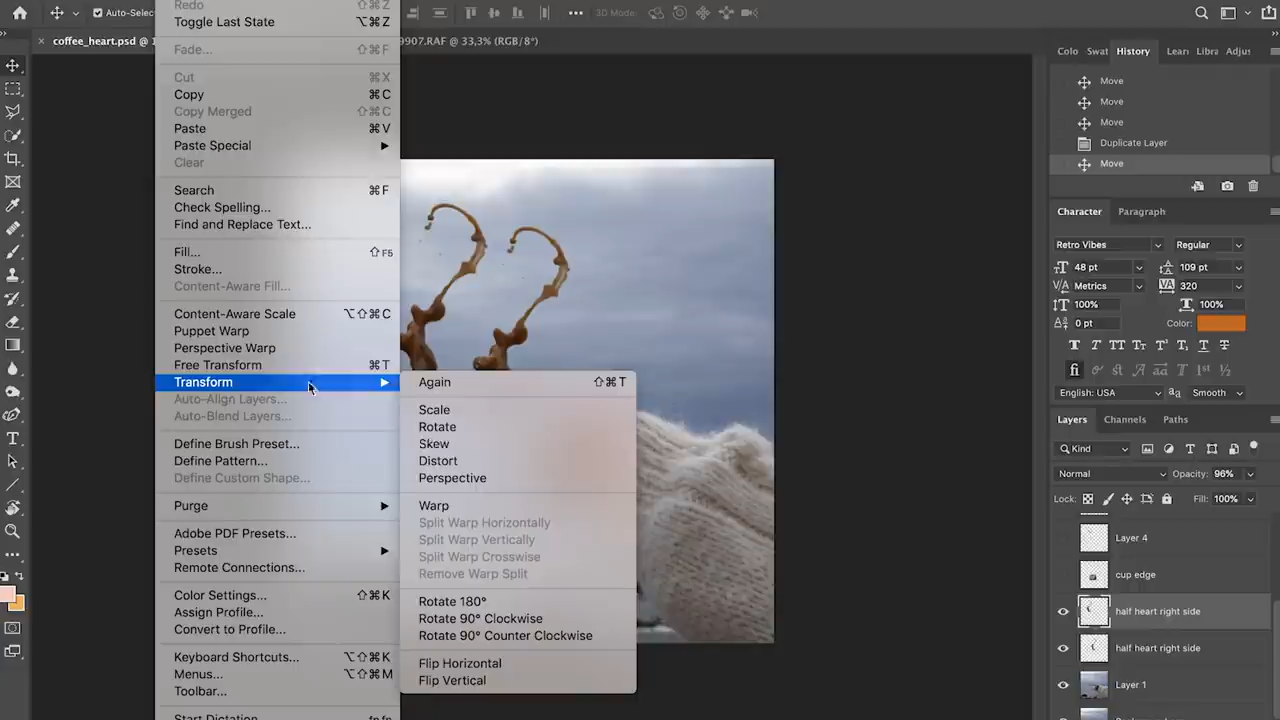 Redo ⇧⌘Z
Toggle Last State ⌥⌘Z
Fade... ⇧⌘F
Cut ⌘X
Copy ⌘C
Copy Merged ⇧⌘C
Paste ⌘V
Paste Special
Clear
Search ⌘F
Check Spelling...
Find and Replace Text...
Fill... ⇧F5
Stroke...
Content-Aware Fill...
Content-Aware Scale ⌥⇧⌘C
Puppet Warp
Perspective Warp
Free Transform ⌘T
Transform
Auto-Align Layers...
Auto-Blend Layers...
Define Brush Preset...
Define Pattern...
Define Custom Shape...
Purge
Adobe PDF Presets...
Presets
Remote Connections...
Color Settings... ⇧⌘K
Assign Profile...
Convert to Profile...
Keyboard Shortcuts... ⌥⇧⌘K
Menus... ⌥⇧⌘M
Toolbar...
Start Dictation fn fn
Again ⇧⌘T
Scale
Rotate
Skew
Distort
Perspective
Warp
Split Warp Horizontally
Split Warp Vertically
Split Warp Crosswise
Remove Warp Split
Rotate 180°
Rotate 90° Clockwise
Rotate 90° Counter Clockwise
Flip Horizontal
Flip Vertical
Auto-Selec
3D Mode:
coffee_heart.psd @ 1
9907.RAF @ 33,3% (RGB/8*)
Colo Swat History Lear Libra Adjus
Move
Move
Move
Duplicate Layer
Move
Character Paragraph
Retro Vibes Regular
48 pt 109 pt
Metrics 320
100% 100%
0 pt Color:
English: USA Smooth
Layers Channels Paths
Kind
Normal Opacity: 96%
Lock: Fill: 100%
Layer 4
cup edge
half heart right side
half heart right side
Layer 1